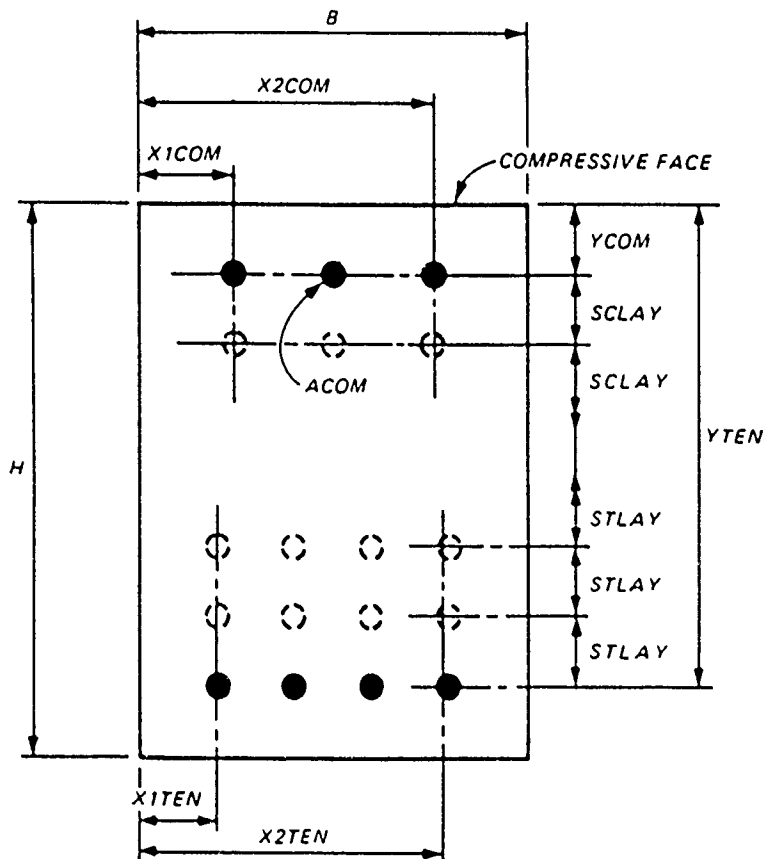 B
X2COM
X1COM
COMPRESSIVE FACE
YCOM
SCLAY
ACOM
SCLAY
YTEN
H
STLAY
STLAY
STLAY
X1TEN
X2TEN